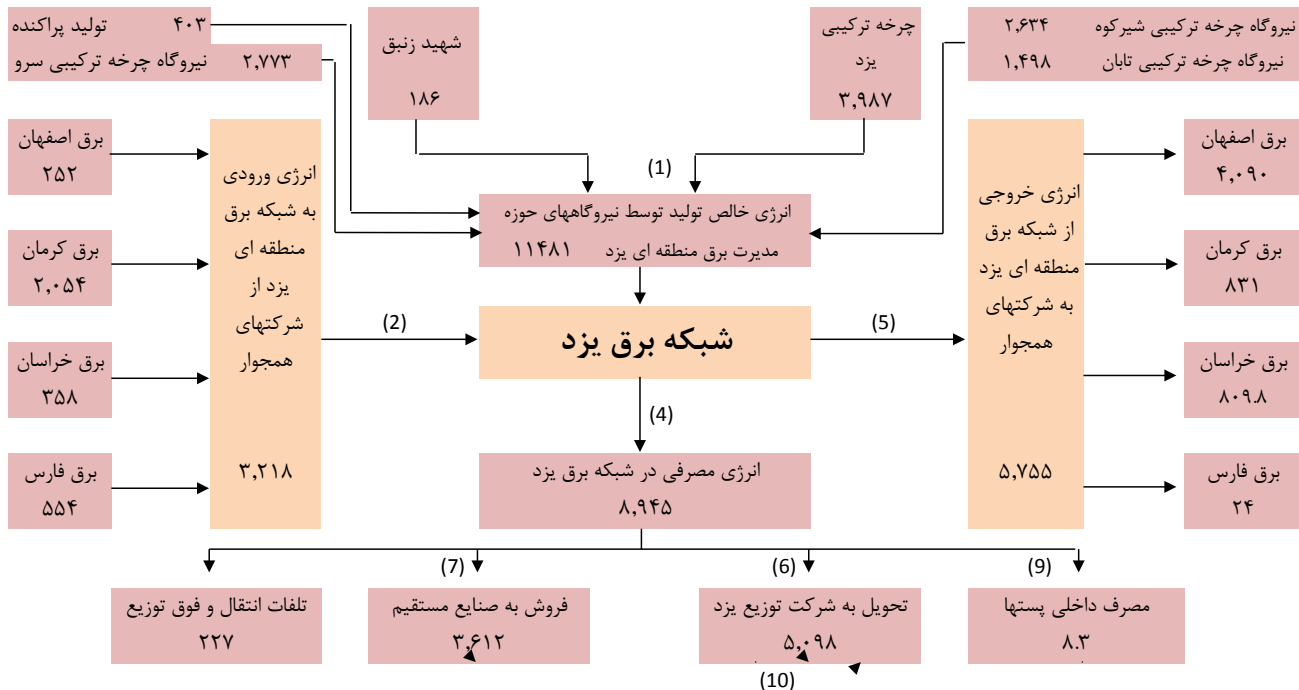 تولید پراکنده ۴۰۳
نیروگاه چرخه ترکیبی سرو ۲,۷۷۳
شهید زنبق
۱۸۶
چرخه ترکیبی
یزد
۳,۹۸۷
نیروگاه چرخه ترکیبی شیرکوه ۲,۶۳۴
نیروگاه چرخه ترکیبی تابان ۱,۴۹۸
برق اصفهان
۲۵۲
برق کرمان
۲,۰۵۴
برق خراسان
۳۵۸
برق فارس
۵۵۴
انرژی ورودی
به شبکه برق
منطقه ای
یزد از
شرکتهای
همجوار
۳,۲۱۸
(1)
انرژی خالص تولید توسط نیروگاههای حوزه
مدیرت برق منطقه ای یزد ۱۱۴۸۱
(2)
شبکه برق یزد
(5)
(4)
انرژی مصرفی در شبکه برق یزد
۸,۹۴۵
انرژی خروجی
از شبکه برق
منطقه ای یزد
به شرکتهای
همجوار
۵,۷۵۵
برق اصفهان
۴,۰۹۰
برق کرمان
۸۳۱
برق خراسان
۸۰۹.۸
برق فارس
۲۴
(7)
(6)
(9)
تلفات انتقال و فوق توزیع
۲۲۷
فروش به صنایع مستقیم
۳,۶۱۲
تحویل به شرکت توزیع یزد
۵,۰۹۸
مصرف داخلی پستها
۸.۳
(10)